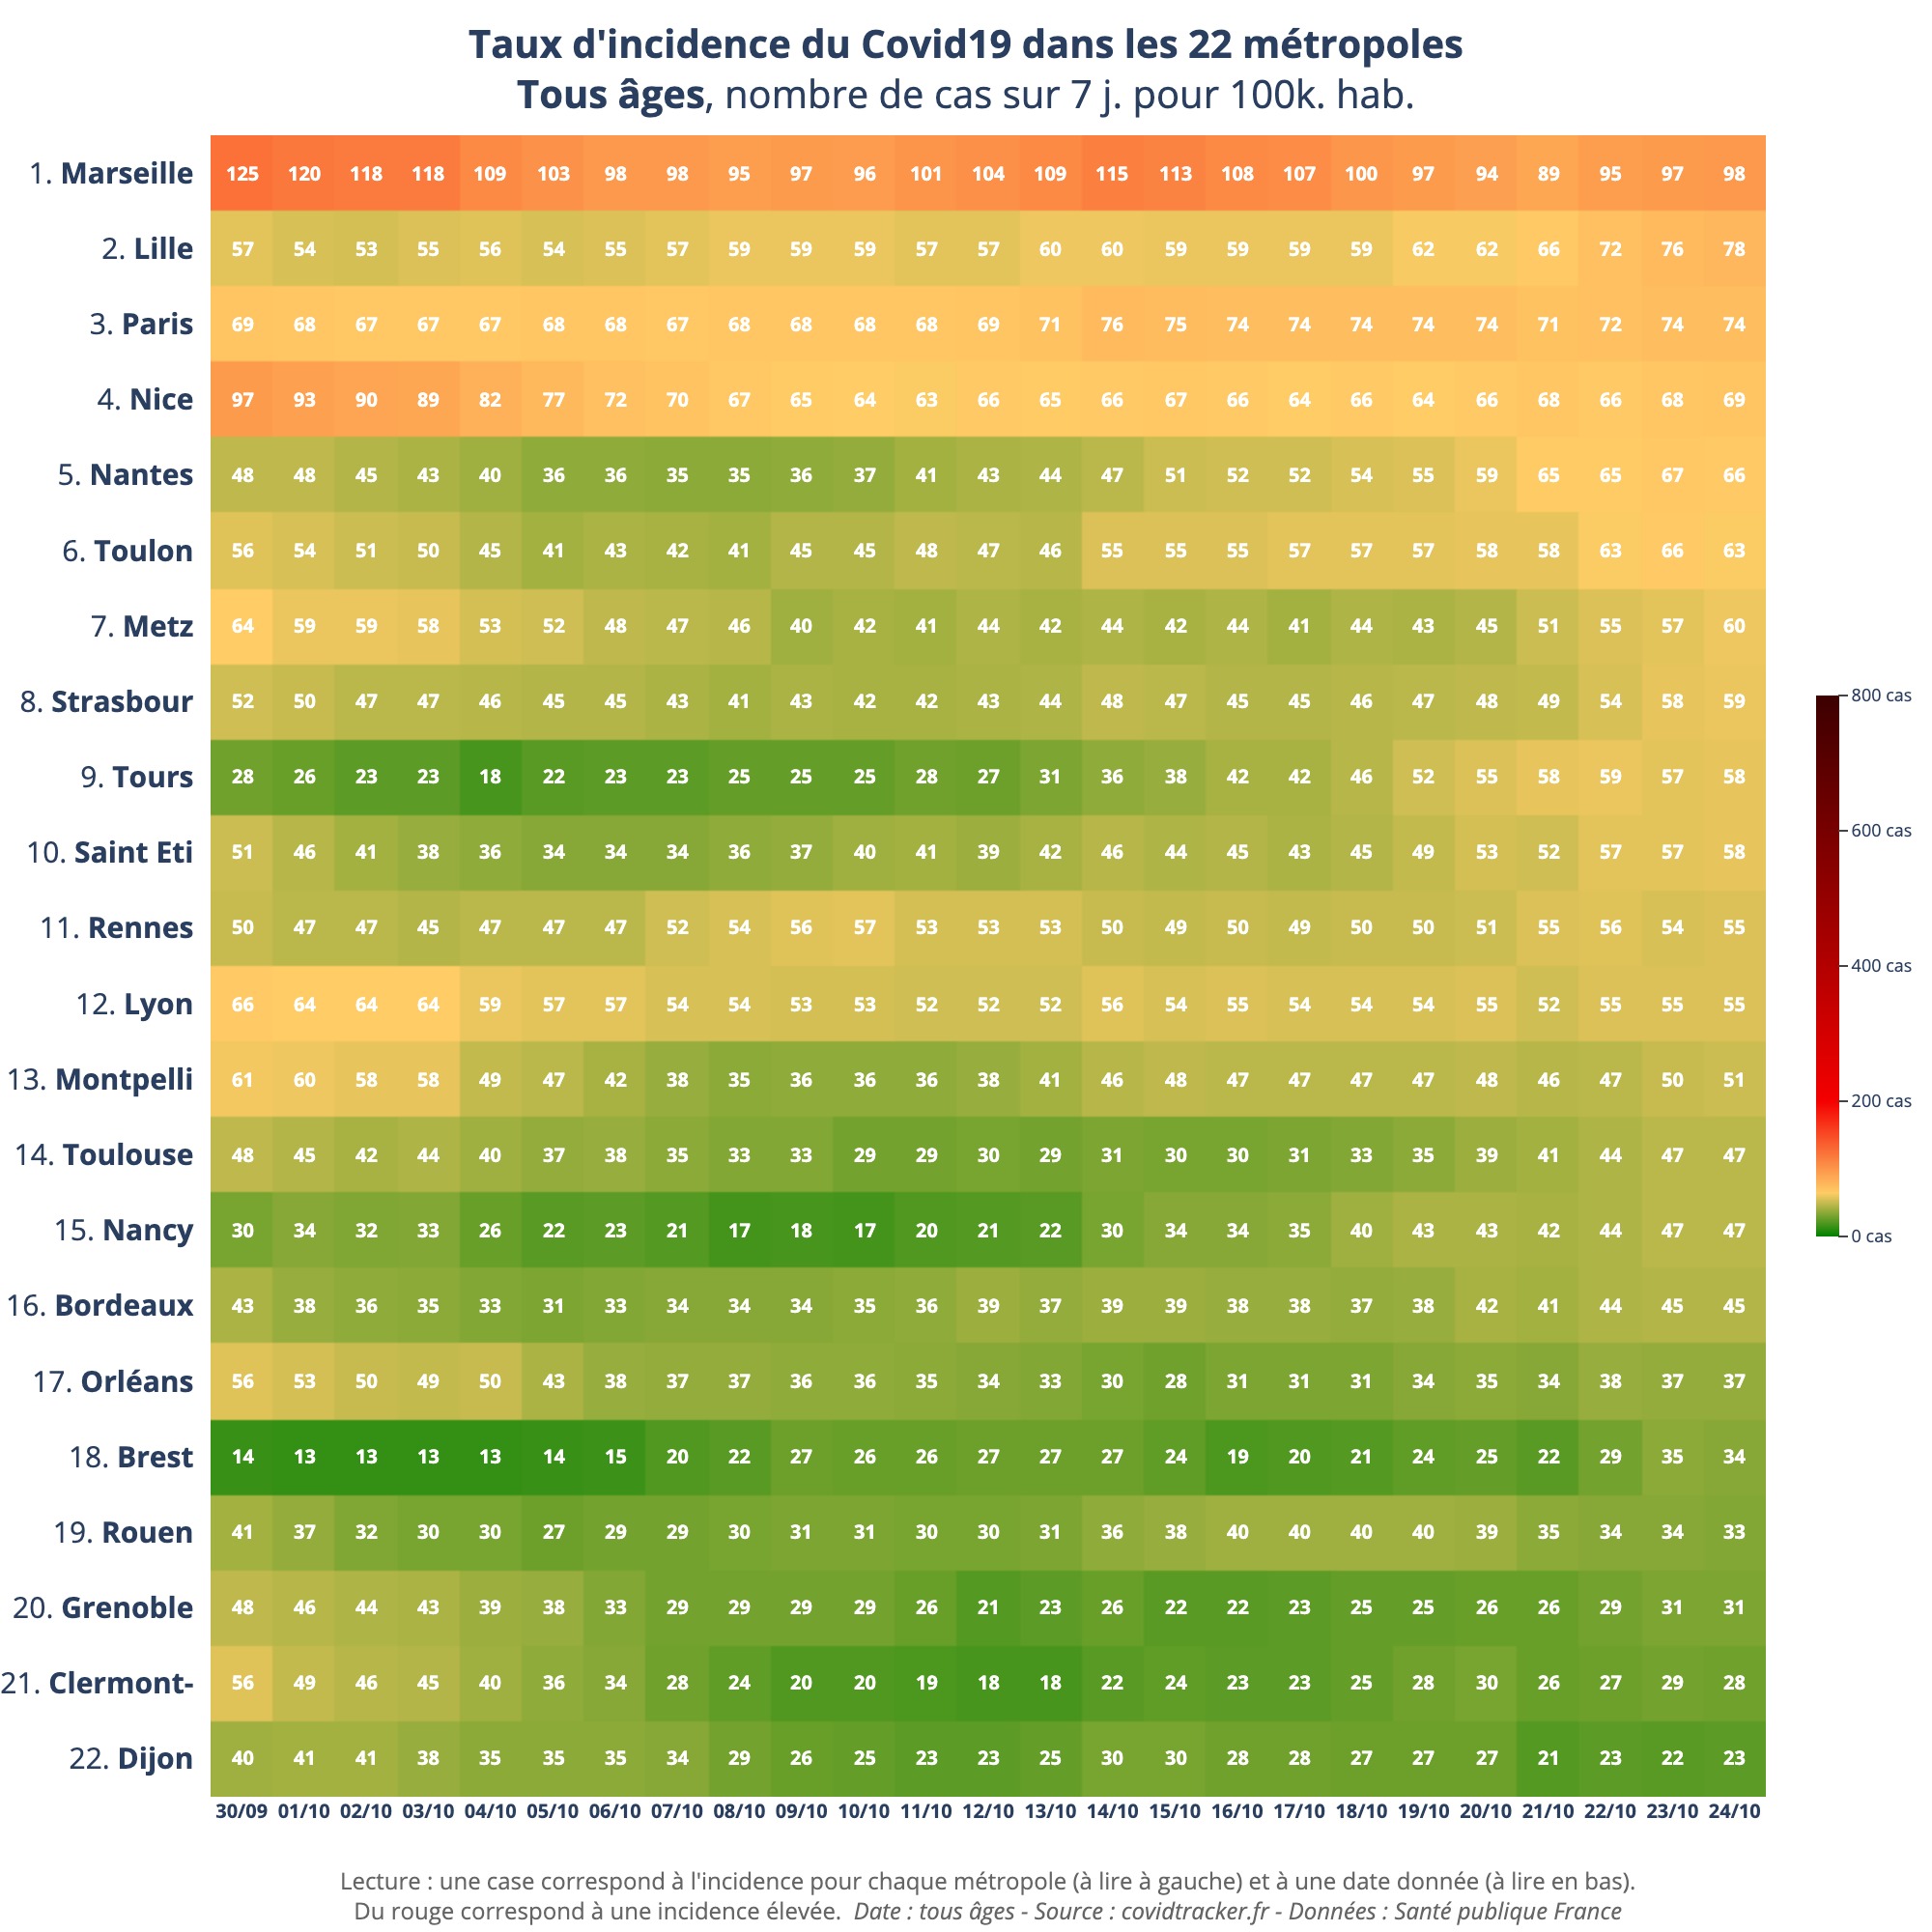 Taux d'incidence du Covid19 dans les 22 métropoles
Tous âges, nombre de cas sur 7 j. pour 100k. hab.
1. Marseille 125 120 118 118 109 103 98 98 95 97 96 101 104 109 115 113 108 107 100 97 94 89 95 97 98
2. Lille 57 54 53 55 56 54 55 57 59 59 59 57 57 60 60 59 59 59 59 62 62 66 72 76 78
3. Paris 69 68 67 67 67 68 68 67 68 68 68 68 69 71 76 75 74 74 74 74 74 71 72 74 74
4. Nice 97 93 90 89 82 77 72 70 67 65 64 63 66 65 66 67 66 64 66 64 66 68 66 68 69
5. Nantes 48 48 45 43 40 36 36 35 35 36 37 41 43 44 47 51 52 52 54 55 59 65 65 67 66
6. Toulon 56 54 51 50 45 41 43 42 41 45 45 48 47 46 55 55 55 57 57 57 58 58 63 66 63
7. Metz 64 59 59 58 53 52 48 47 46 40 42 41 44 42 44 42 44 41 44 43 45 51 55 57 60
8. Strasbour 52 50 47 47 46 45 45 43 41 43 42 42 43 44 48 47 45 45 46 47 48 49 54 58 59
9. Tours 28 26 23 23 18 22 23 23 25 25 25 28 27 31 36 38 42 42 46 52 55 58 59 57 58
10. Saint Eti 51 46 41 38 36 34 34 34 36 37 40 41 39 42 46 44 45 43 45 49 53 52 57 57 58
11. Rennes 50 47 47 45 47 47 47 52 54 56 57 53 53 53 50 49 50 49 50 50 51 55 56 54 55
12. Lyon 66 64 64 64 59 57 57 54 54 53 53 52 52 52 56 54 55 54 54 54 55 52 55 55 55
13. Montpelli 61 60 58 58 49 47 42 38 35 36 36 36 38 41 46 48 47 47 47 47 48 46 47 50 51
14. Toulouse 48 45 42 44 40 37 38 35 33 33 29 29 30 29 31 30 30 31 33 35 39 41 44 47 47
15. Nancy 30 34 32 33 26 22 23 21 17 18 17 20 21 22 30 34 34 35 40 43 43 42 44 47 47
16. Bordeaux 43 38 36 35 33 31 33 34 34 34 35 36 39 37 39 39 38 38 37 38 42 41 44 45 45
17. Orléans 56 53 50 49 50 43 38 37 37 36 36 35 34 33 30 28 31 31 31 34 35 34 38 37 37
18. Brest 14 13 13 13 13 14 15 20 22 27 26 26 27 27 27 24 19 20 21 24 25 22 29 35 34
19. Rouen 41 37 32 30 30 27 29 29 30 31 31 30 30 31 36 38 40 40 40 40 39 35 34 34 33
20. Grenoble 48 46 44 43 39 38 33 29 29 29 29 26 21 23 26 22 22 23 25 25 26 26 29 31 31
21. Clermont- 56 49 46 45 40 36 34 28 24 20 20 19 18 18 22 24 23 23 25 28 30 26 27 29 28
22. Dijon 40 41 41 38 35 35 35 34 29 26 25 23 23 25 30 30 28 28 27 27 27 21 23 22 23
30/09 01/10 02/10 03/10 04/10 05/10 06/10 07/10 08/10 09/10 10/10 11/10 12/10 13/10 14/10 15/10 16/10 17/10 18/10 19/10 20/10 21/10 22/10 23/10 24/10
800 cas
600 cas
400 cas
200 cas
0 cas
Lecture : une case correspond à l'incidence pour chaque métropole (à lire à gauche) et à une date donnée (à lire en bas).
Du rouge correspond à une incidence élevée. Date : tous âges - Source : covidtracker.fr - Données : Santé publique France